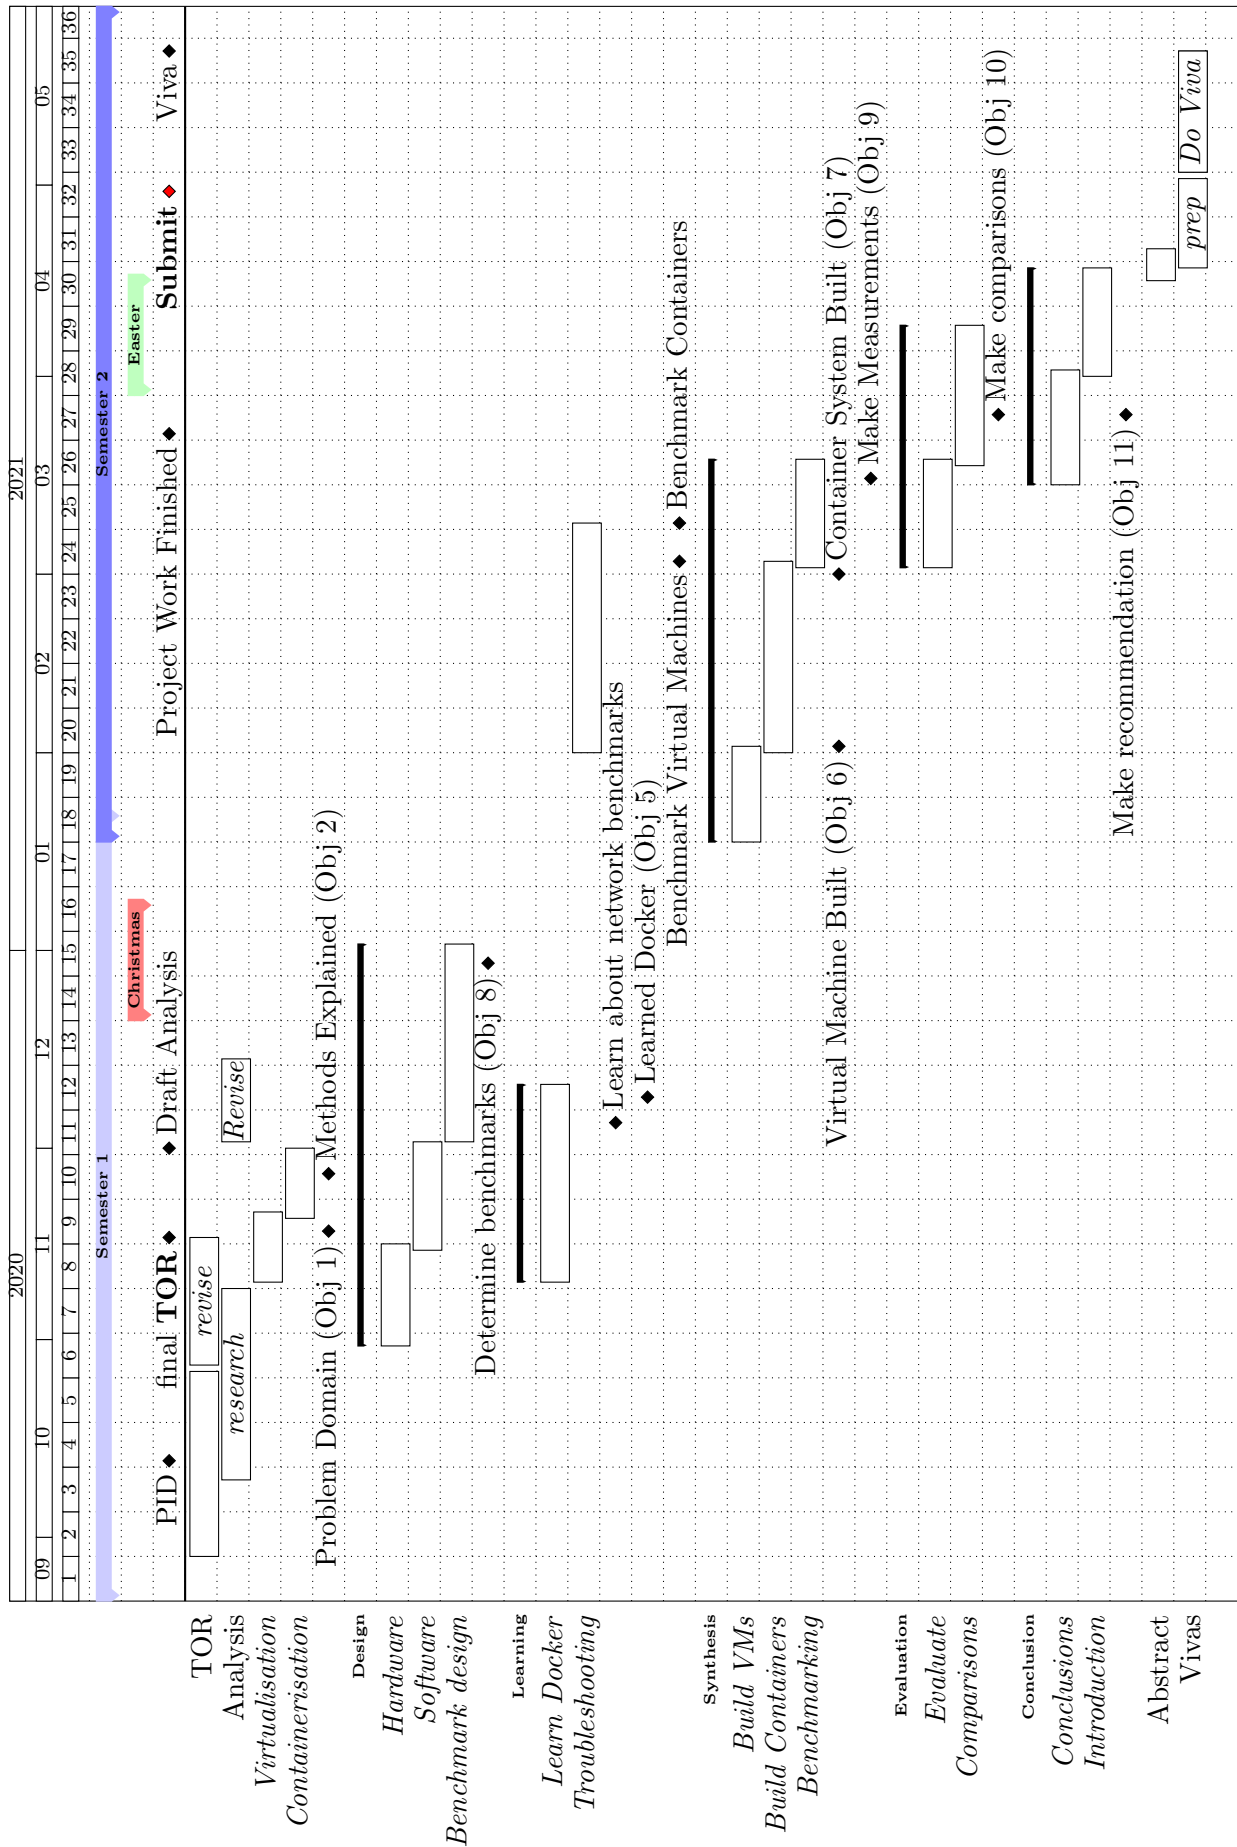 2020 2021
09 10 11 12 01 02 03 04 05
1 2 3 4 5 6 7 8 9 10 11 12 13 14 15 16 17 18 19 20 21 22 23 24 25 26 27 28 29 30 31 32 33 34 35 36
Semester 1 Semester 2
Christmas Easter
PID final TOR Draft Analysis Project Work Finished Submit Viva
TOR revise
Analysis research Revise
Virtualisation
Containerisation
Problem Domain (Obj 1) Methods Explained (Obj 2)
Design
Hardware
Software
Benchmark design
Determine benchmarks (Obj 8)
Learning
Learn Docker
Troubleshooting
Learn about network benchmarks
Learned Docker (Obj 5)
Benchmark Virtual Machines Benchmark Containers
Synthesis
Build VMs
Build Containers
Benchmarking
Virtual Machine Built (Obj 6) Container System Built (Obj 7)
Make Measurements (Obj 9)
Evaluation
Evaluate
Comparisons
Make comparisons (Obj 10)
Conclusion
Conclusions
Introduction
Make recommendation (Obj 11)
Abstract
Vivas prep Do Viva